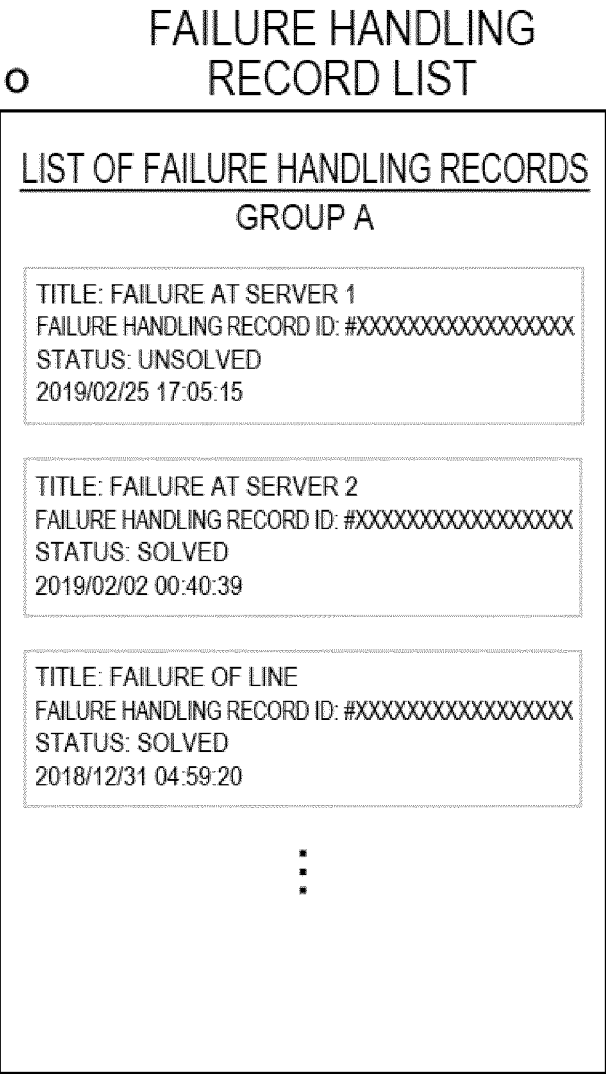 FAILURE HANDLING
O RECORD LIST
LIST OF FAILURE HANDLING RECORDS
GROUP A
TITLE: FAILURE AT SERVER 1
FAILURE HANDLING RECORD ID: #XXXXXXXXXXXXXXXXX
STATUS: UNSOLVED
2019/02/25 17:05:15
TITLE: FAILURE AT SERVER 2
FAILURE HANDLING RECORD ID: #XXXXXXXXXXXXXXXXX
STATUS: SOLVED
2019/02/02 00:40:39
TITLE: FAILURE OF LINE
FAILURE HANDLING RECORD ID: #XXXXXXXXXXXXXXXXX
STATUS: SOLVED
2018/12/31 04:59:20